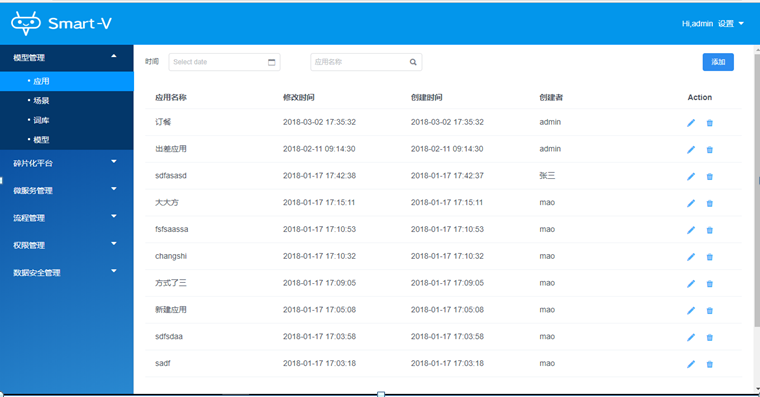 Smart-V
Hi,admin 设置
模型管理
应用
场景
词库
模型
碎片化平台
微服务管理
流程管理
权限管理
数据安全管理
时间 Select date 应用名称 添加
应用名称 修改时间 创建时间 创建者 Action
订餐 2018-03-02 17:35:32 2018-03-02 17:35:32 admin
出差应用 2018-02-11 09:14:30 2018-02-11 09:14:30 admin
sdfasasd 2018-01-17 17:42:38 2018-01-17 17:42:37 张三
大大方 2018-01-17 17:15:11 2018-01-17 17:15:11 mao
fsfsaassa 2018-01-17 17:10:53 2018-01-17 17:10:53 mao
changshi 2018-01-17 17:10:32 2018-01-17 17:10:32 mao
方式了三 2018-01-17 17:09:05 2018-01-17 17:09:05 mao
新建应用 2018-01-17 17:05:08 2018-01-17 17:05:08 mao
sdfsdaa 2018-01-17 17:03:58 2018-01-17 17:03:58 mao
sadf 2018-01-17 17:03:18 2018-01-17 17:03:18 mao